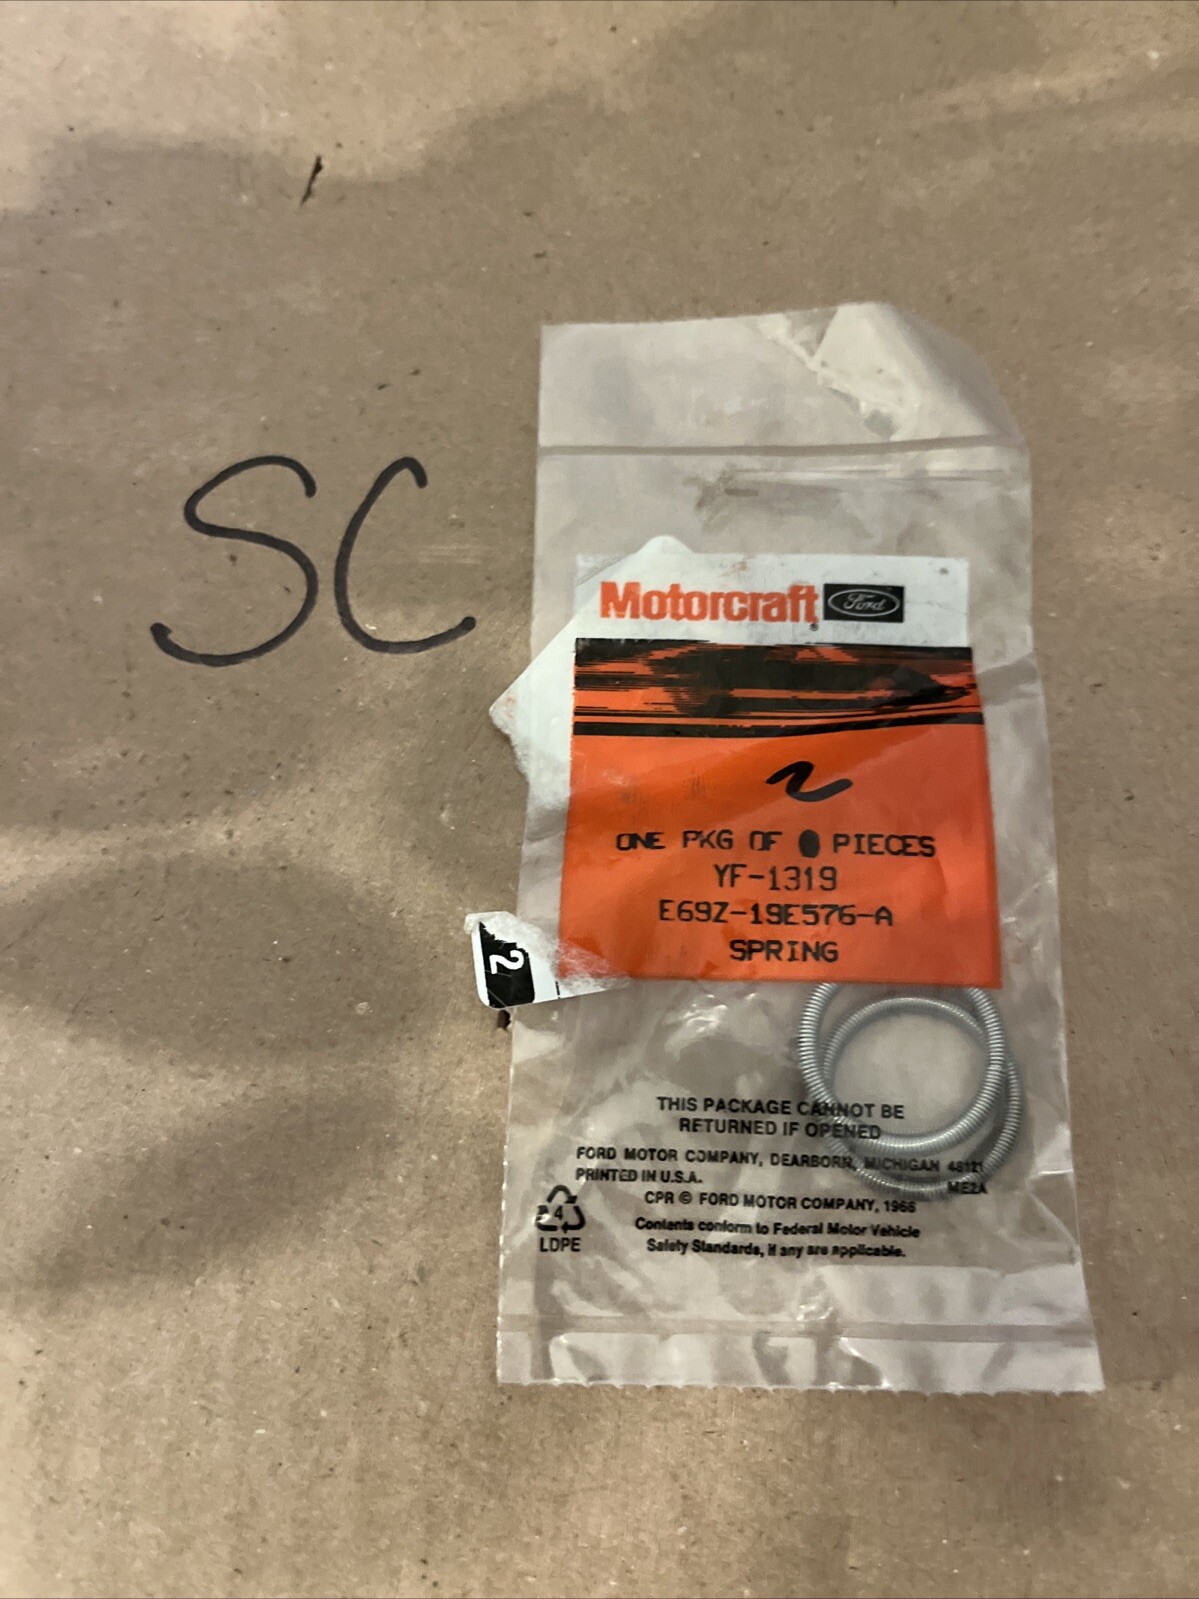 SC
Motorcraft Ford
2
ONE PKG OF PIECES
YF-1319
E69Z-19E576-A
SPRING
2
THIS PACKAGE CANNOT BE
RETURNED IF OPENED
FORD MOTOR COMPANY, DEARBORN, MICHIGAN 48121
PRINTED IN U.S.A. ME2A
CPR © FORD MOTOR COMPANY, 1966
Contents conform to Federal Motor Vehicle
Safety Standards, if any are applicable.
4
LDPE